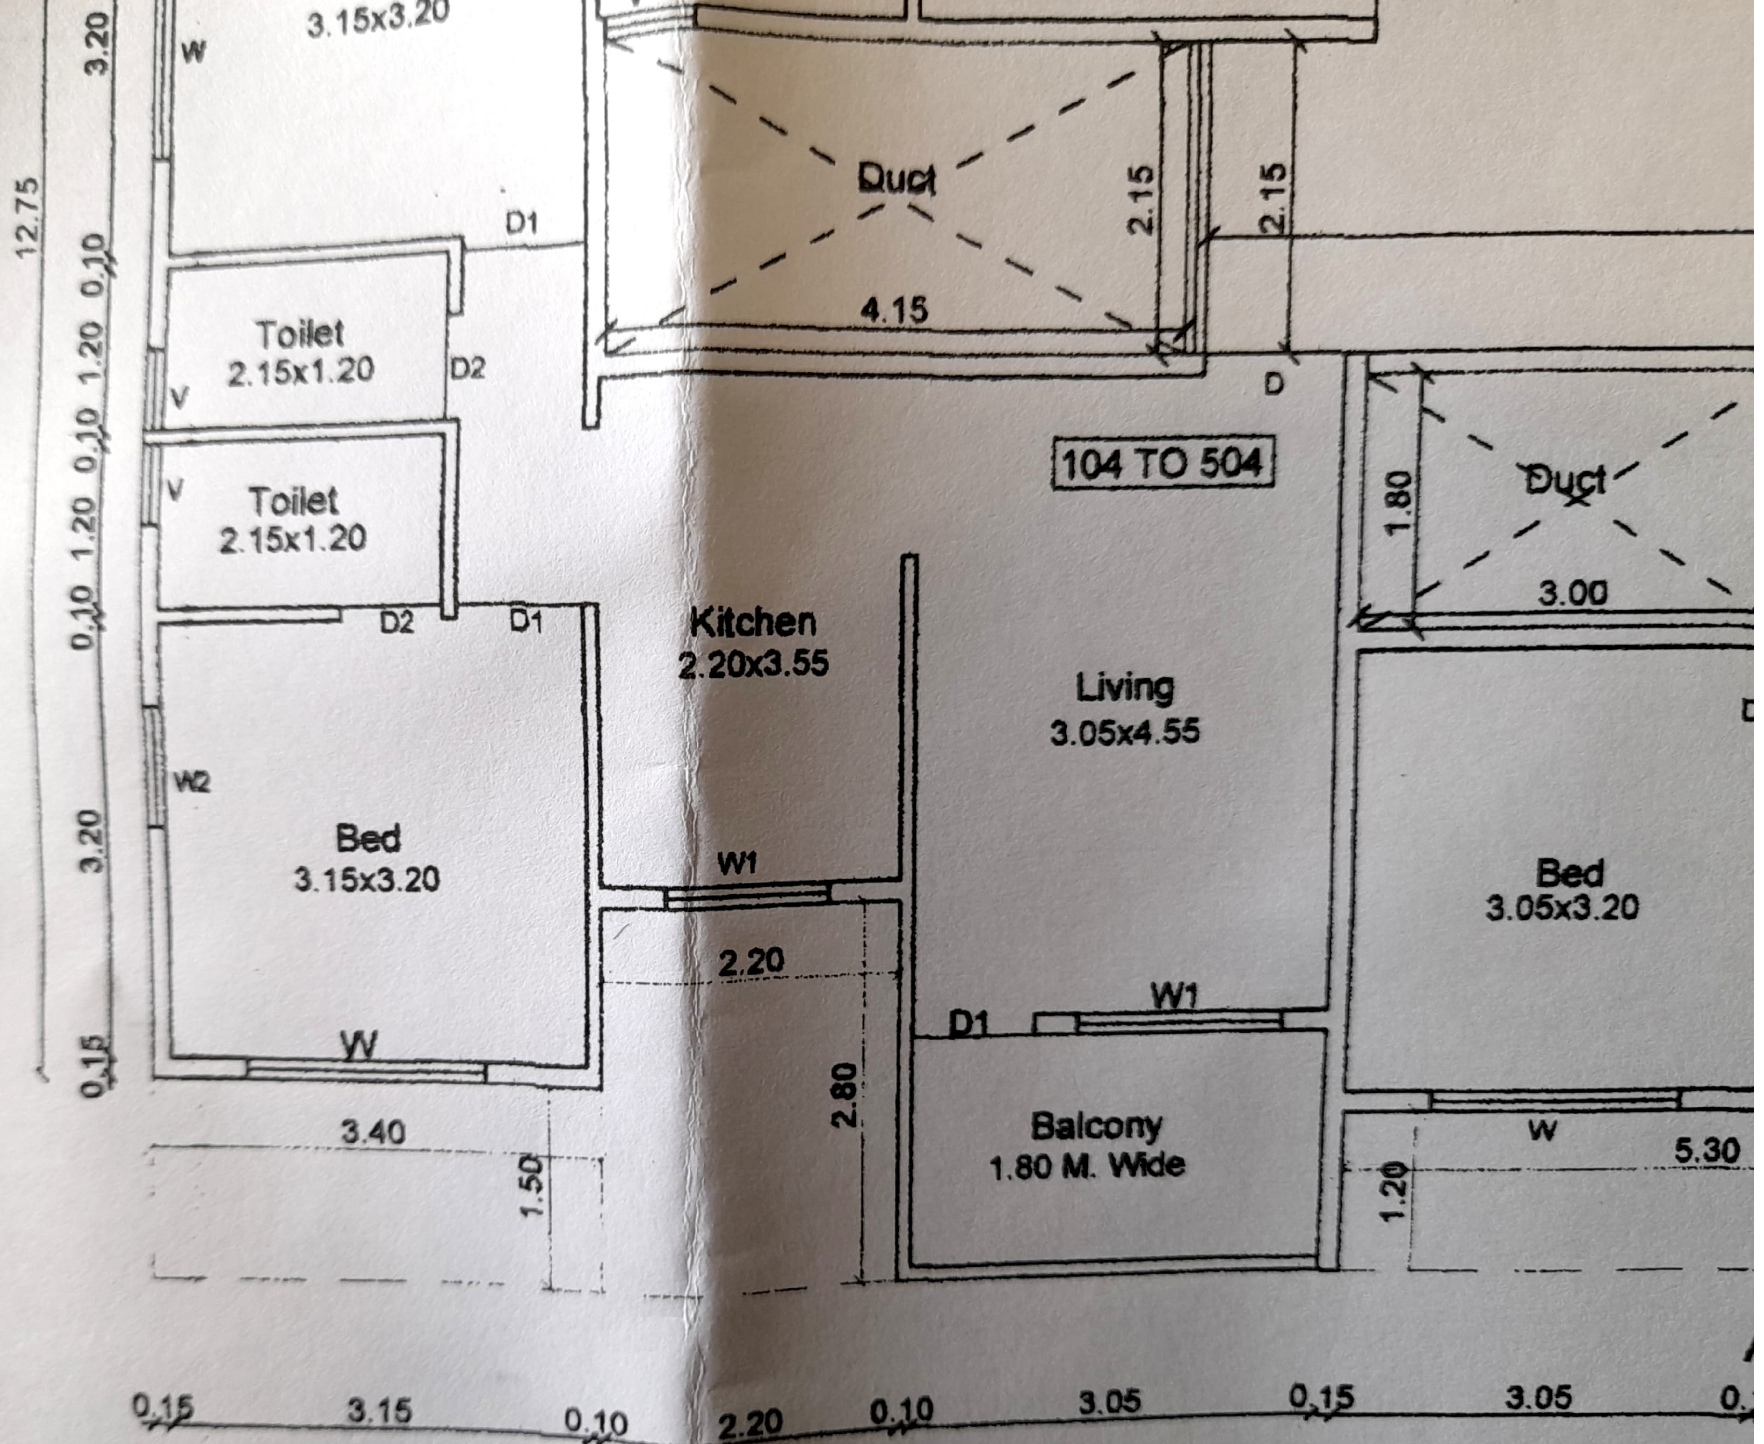 3.15x3.20
3.20
W
12.75
Duct
2.15
2.15
D1
0.10
4.15
Toilet
2.15x1.20
D2
1.20
V
D
104 TO 504
0.10
V
Toilet
2.15x1.20
1.20
1.80
Duct
3.00
0.10
D2
D1
Kitchen
2.20x3.55
Living
3.05x4.55
W2
3.20
Bed
3.15x3.20
W1
Bed
3.05x3.20
2.20
W1
D1
W
0.15
2.80
3.40
1.50
Balcony
1.80 M. Wide
W
5.30
1.20
0.15
3.15
0.10
2.20
0.10
3.05
0.15
3.05